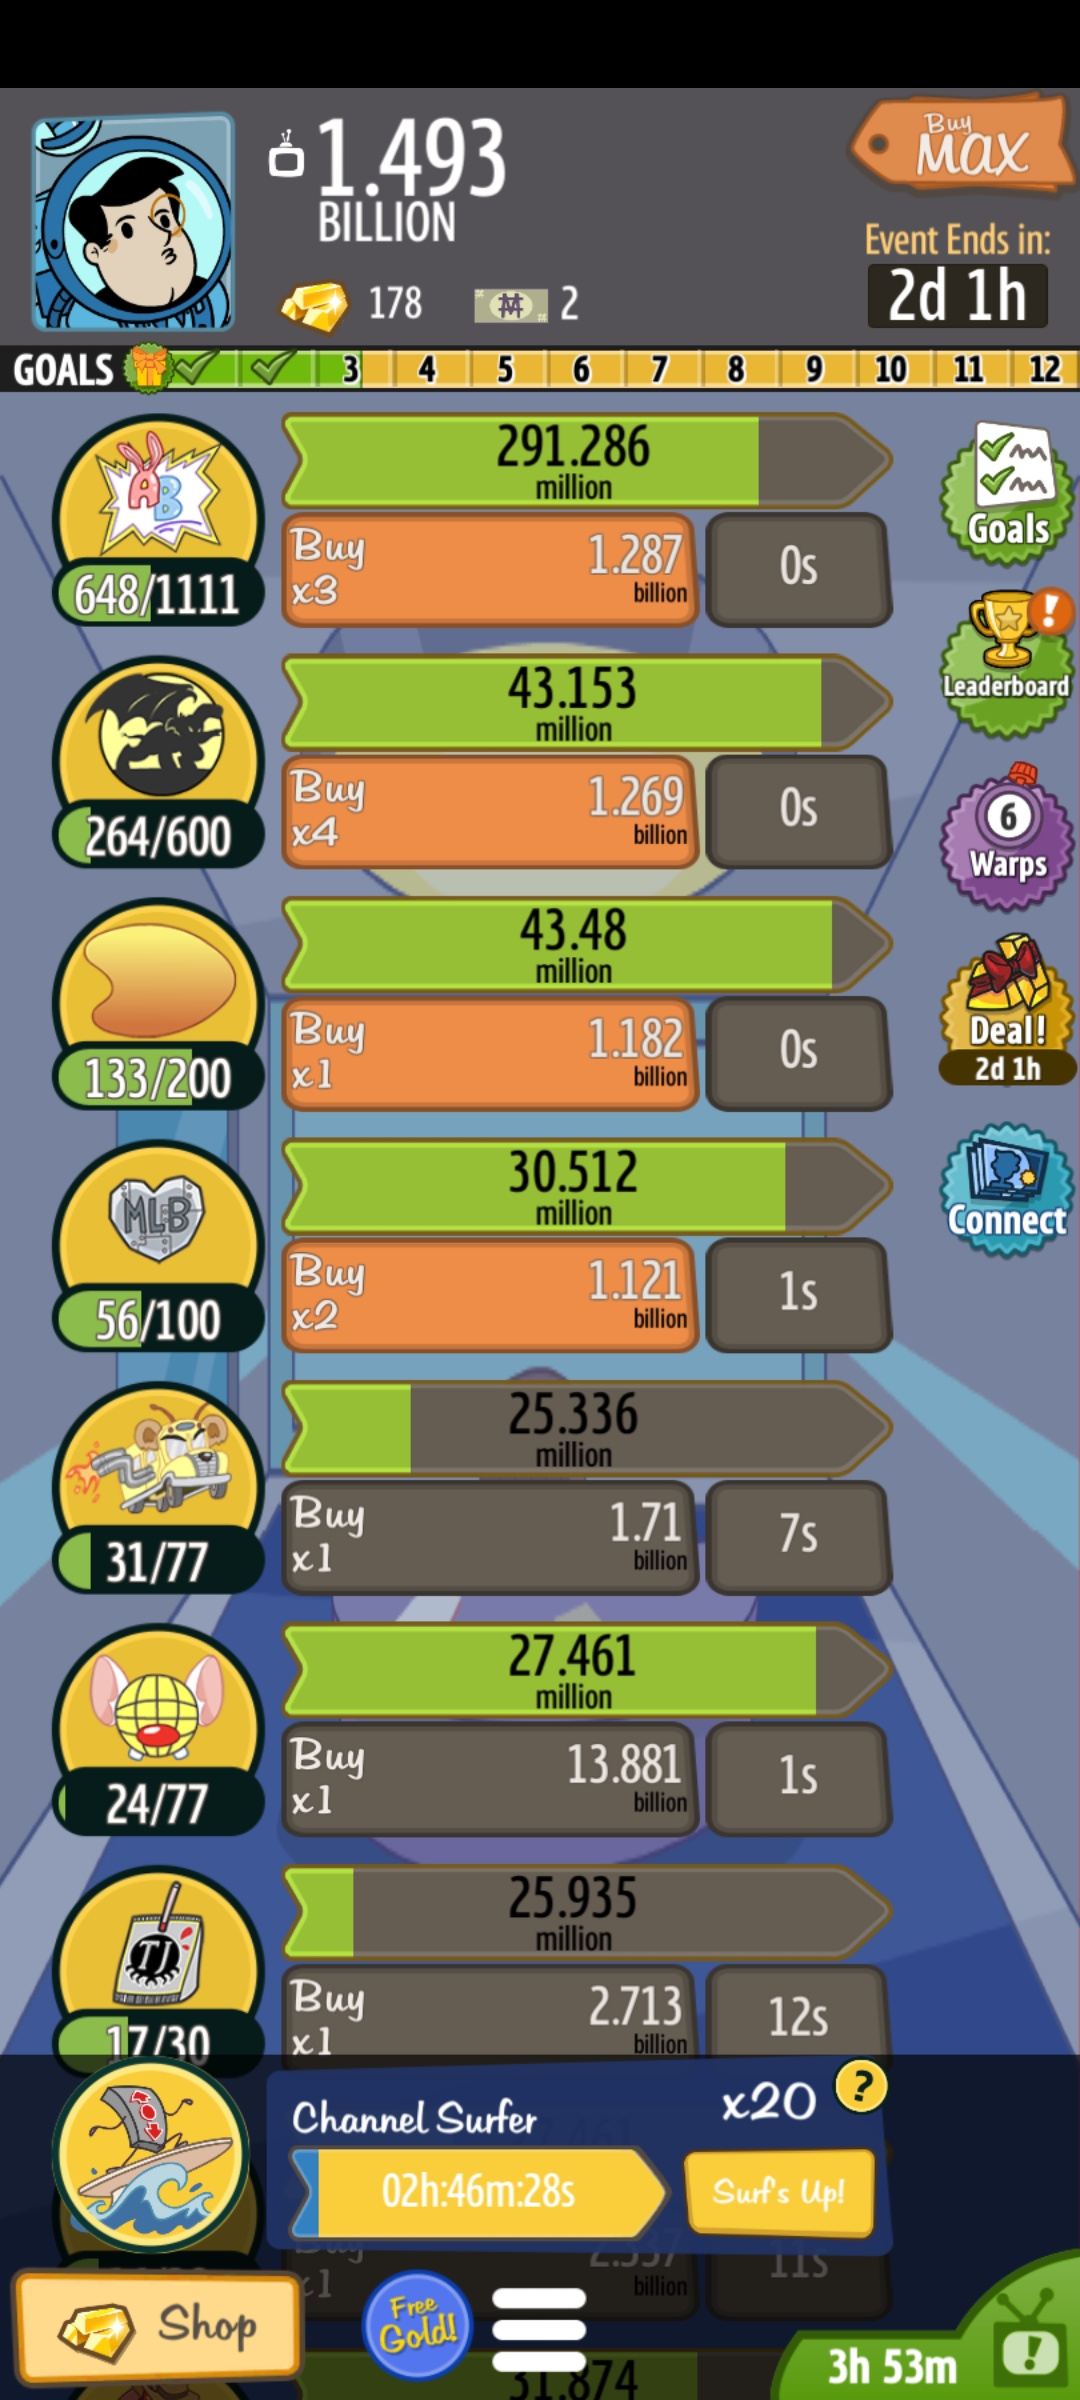 1.493
BILLION
178
2
Buy
MAX
Event Ends in:
2d 1h
GOALS
3 4 5 6 7 8 9 10 11 12
AB
291.286
million
648/1111
Buy
x3
1.287
billion
0s
Goals
43.153
million
264/600
Buy
x4
1.269
billion
0s
!
Leaderboard
6
Warps
43.48
million
133/200
Buy
x1
1.182
billion
0s
Deal!
2d 1h
MLB
30.512
million
56/100
Buy
x2
1.121
billion
1s
Connect
25.336
million
31/77
Buy
x1
1.71
billion
7s
27.461
million
24/77
Buy
x1
13.881
billion
1s
TJ
25.935
million
17/30
Buy
x1
2.713
billion
12s
Channel Surfer
x20
?
02h:46m:28s
Surf's Up!
Buy
x1
billion
11s
Shop
Free
Gold!
31.874
3h 53m
!